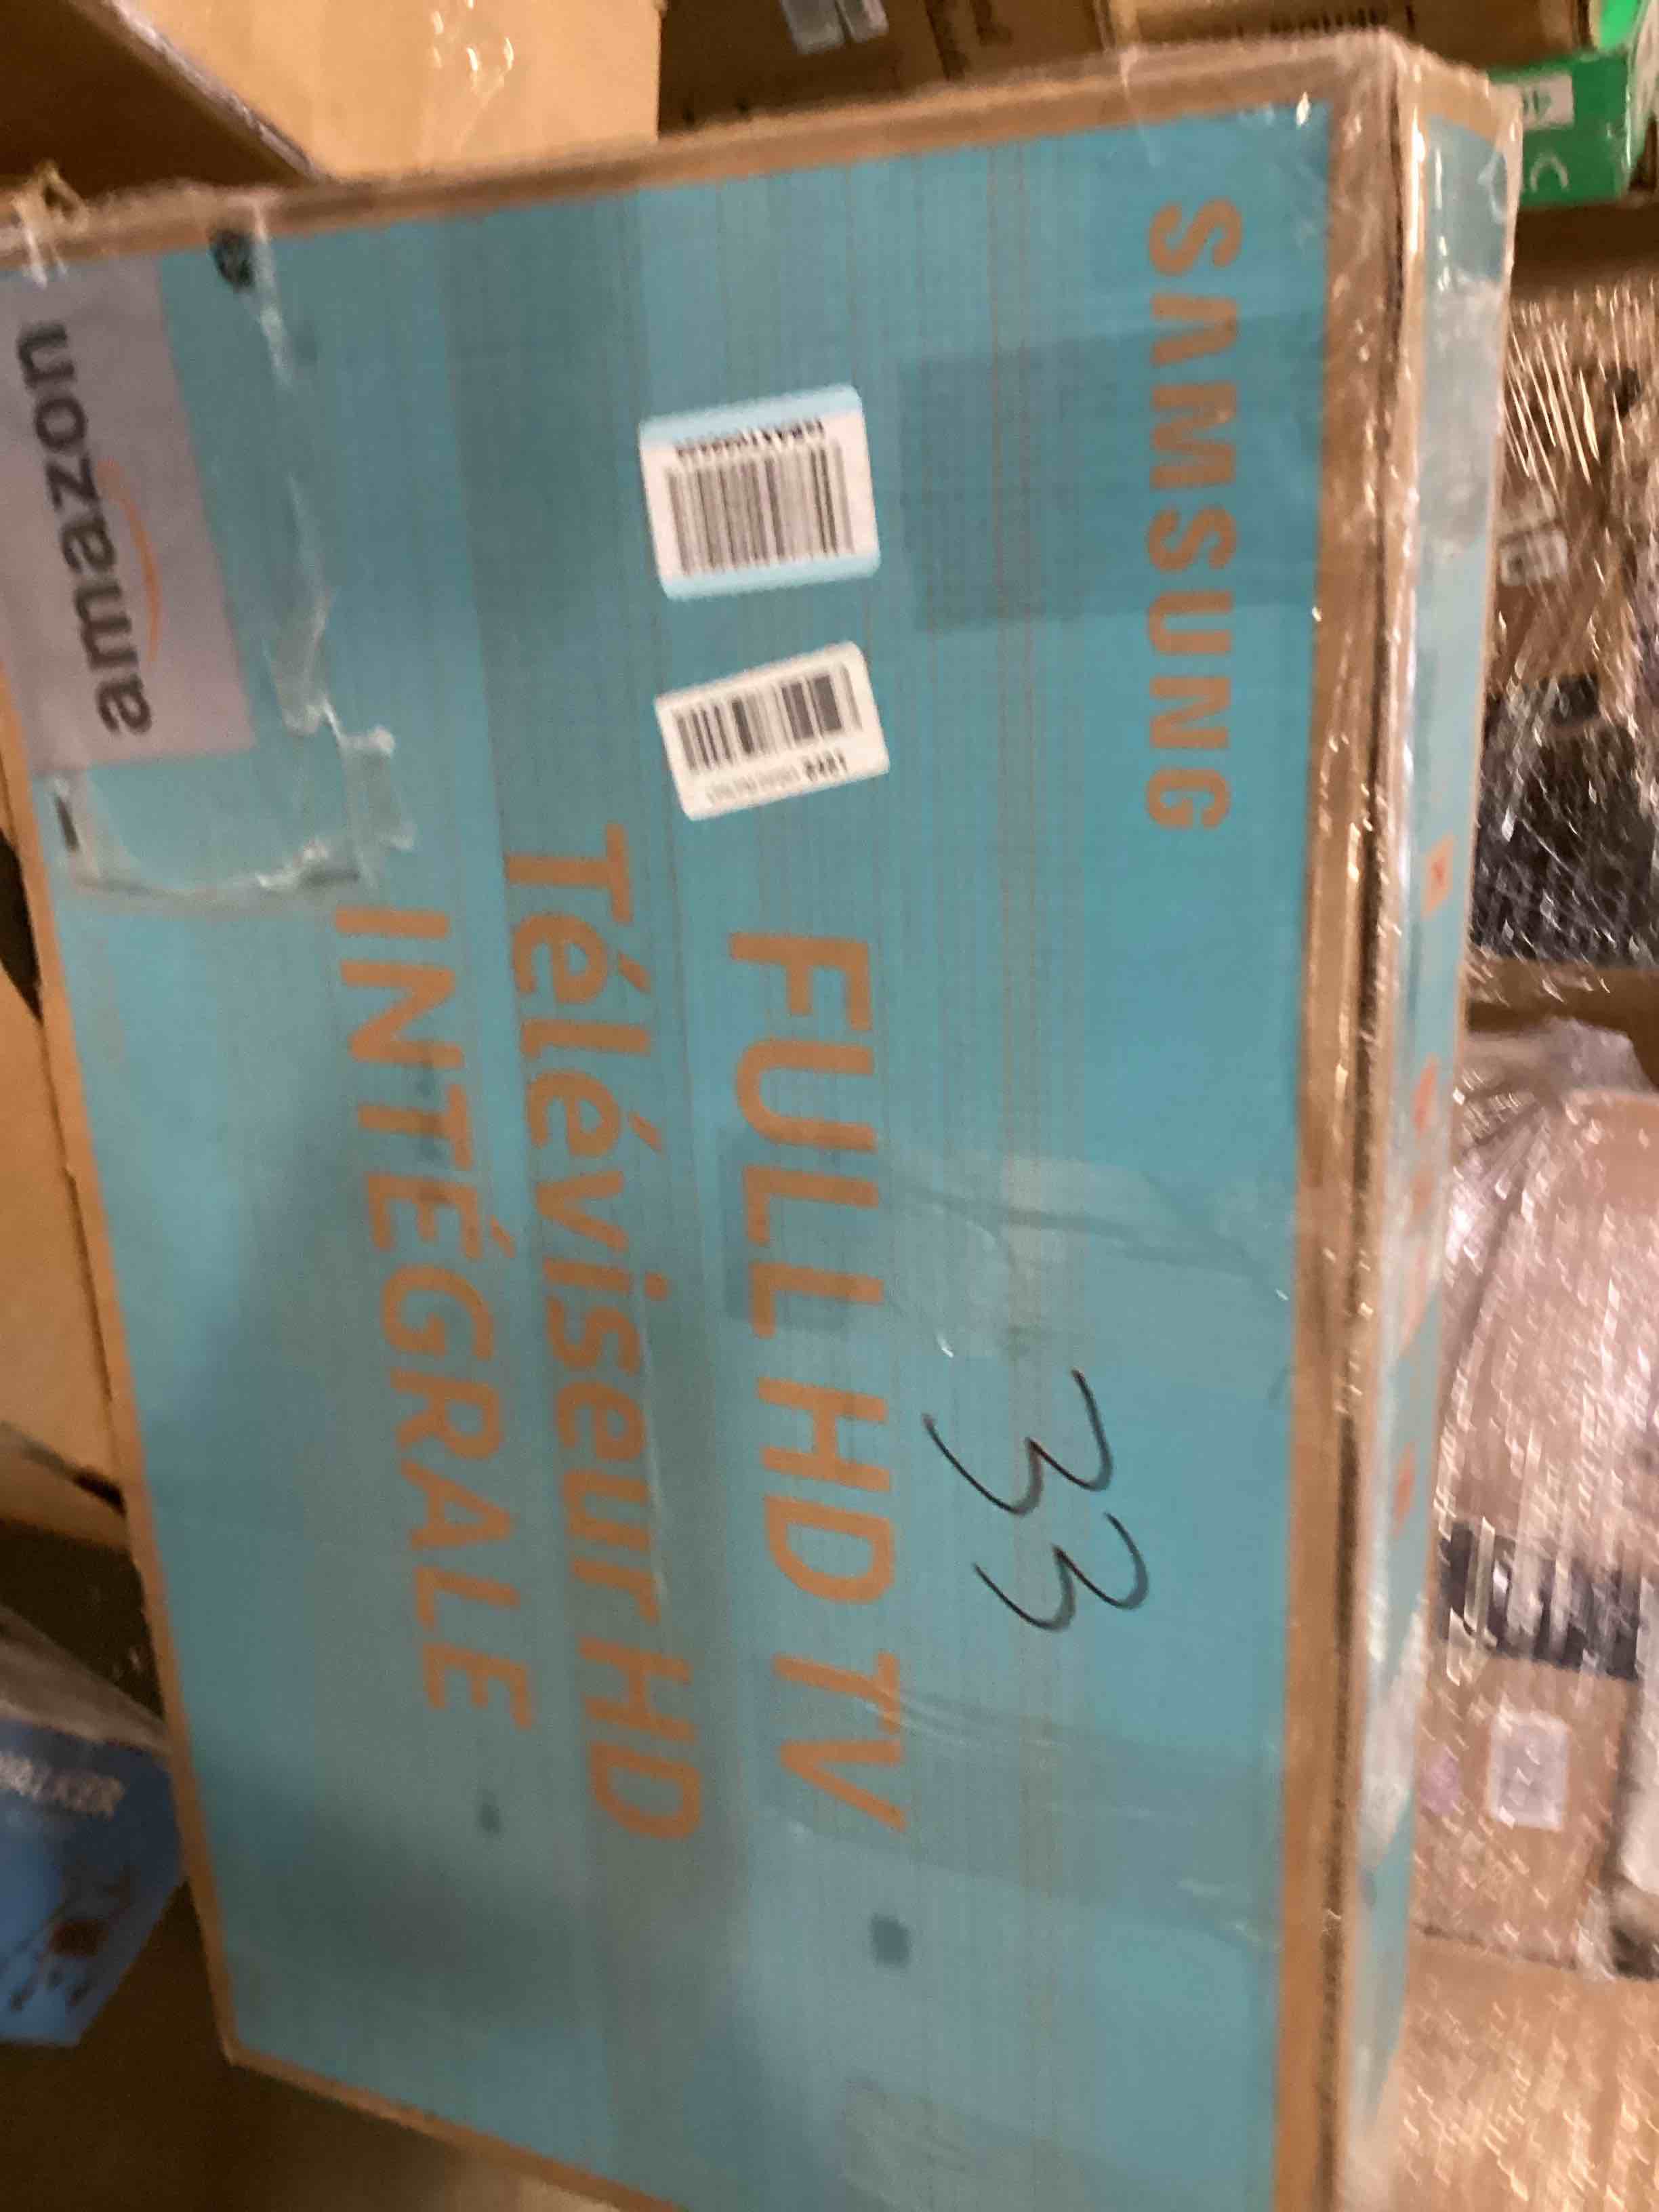 SAMSUNG
33
FULL HD TV
Téléviseur HD
INTÉGRALE
amazon